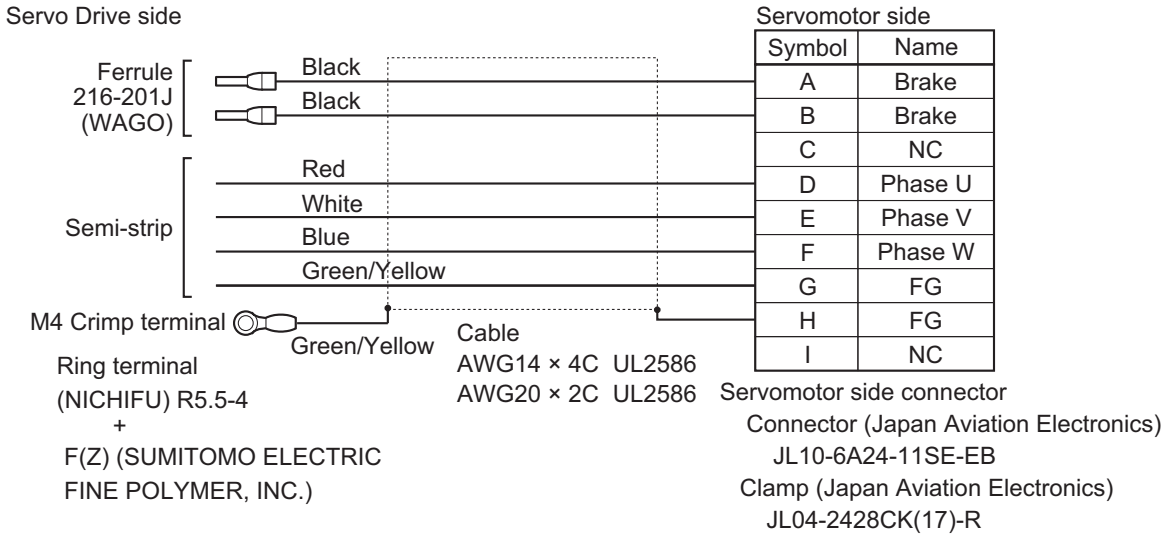 Servo Drive side
Servomotor side
Symbol Name
Ferrule
216-201J
(WAGO)
Black
A Brake
Black
B Brake
C NC
Semi-strip
Red
D Phase U
White
E Phase V
Blue
F Phase W
Green/Yellow
G FG
M4 Crimp terminal
Green/Yellow
H FG
I NC
Ring terminal
(NICHIFU) R5.5-4
+
F(Z) (SUMITOMO ELECTRIC
FINE POLYMER, INC.)
Cable
AWG14 × 4C UL2586
AWG20 × 2C UL2586
Servomotor side connector
Connector (Japan Aviation Electronics)
JL10-6A24-11SE-EB
Clamp (Japan Aviation Electronics)
JL04-2428CK(17)-R